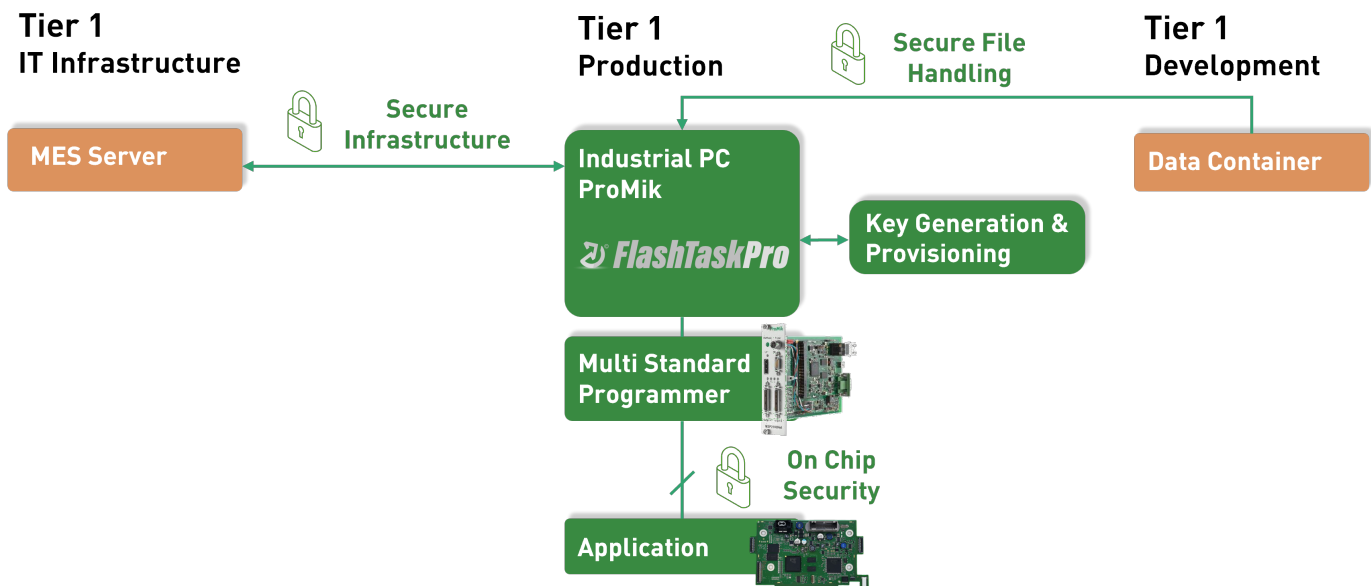 Tier 1
IT Infrastructure
Tier 1
Production
Tier 1
Development
Secure File
Handling
Secure
Infrastructure
MES Server
Industrial PC
ProMik
FlashTaskPro
Data Container
Key Generation &
Provisioning
Multi Standard
Programmer
On Chip
Security
Application